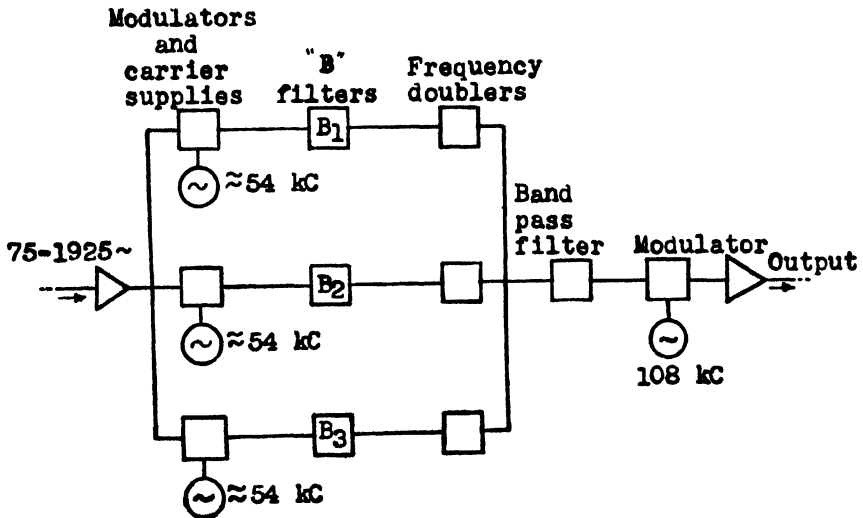 Modulators
and
carrier
supplies
"B"
filters
Frequency
doublers
B1
≈54 kC
Band
pass
filter
Modulator
75-1925~
B2
Output
≈54 kC
108 kC
B3
≈54 kC